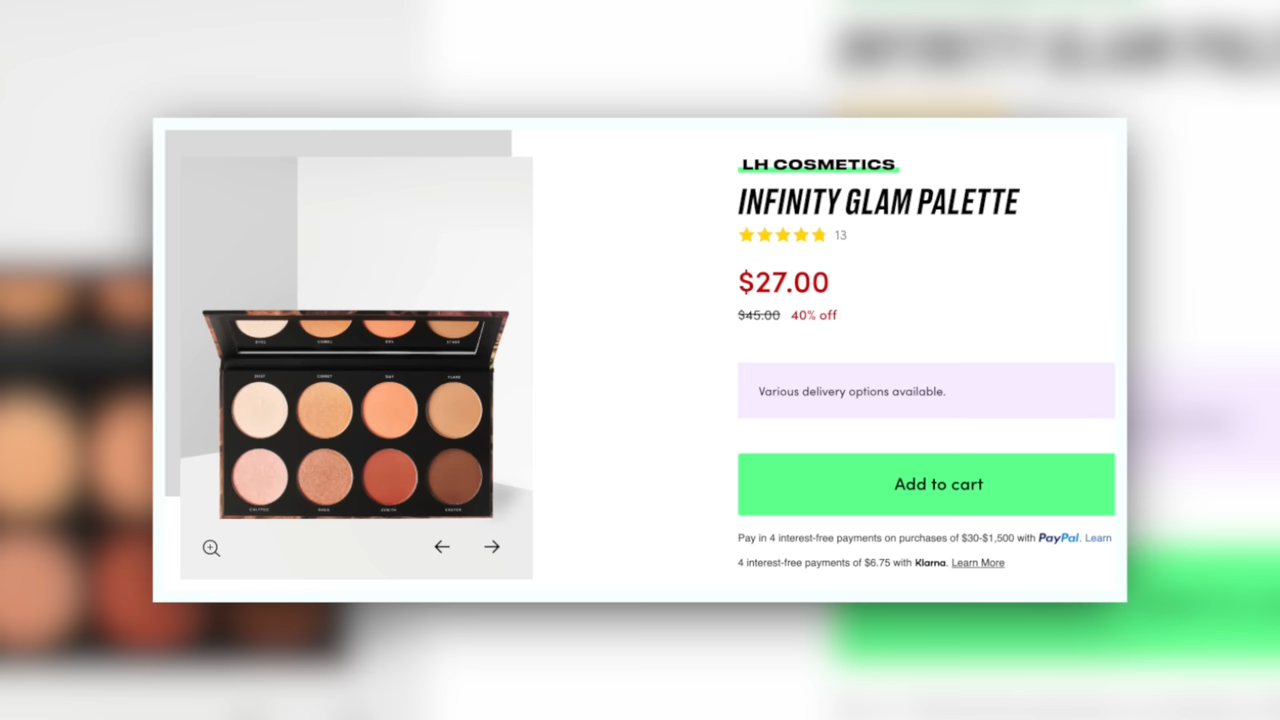 LH COSMETICS
INFINITY GLAM PALETTE
13
$27.00
$45.00 40% off
Various delivery options available.
Add to cart
Pay in 4 interest-free payments on purchases of $30-$1,500 with PayPal. Learn
4 interest-free payments of $6.75 with Klarna. Learn More